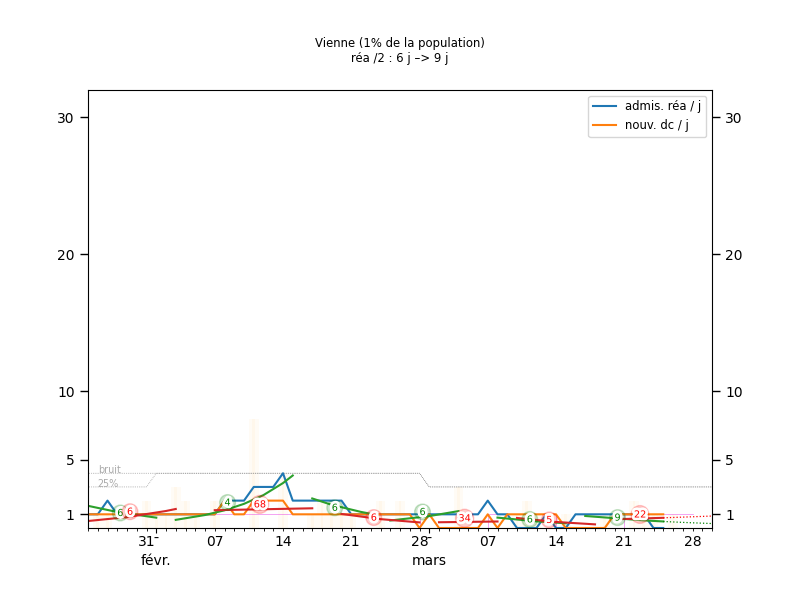 Vienne (1% de la population)
réa /2 : 6 j –> 9 j
admis. réa / j
nouv. dc / j
30 30
20 20
10 10
5 5
1 1
bruit
25%
6 6 4 68 6 6 6 34 6 5 9 22
31 07 14 21 28 07 14 21 28
févr. mars